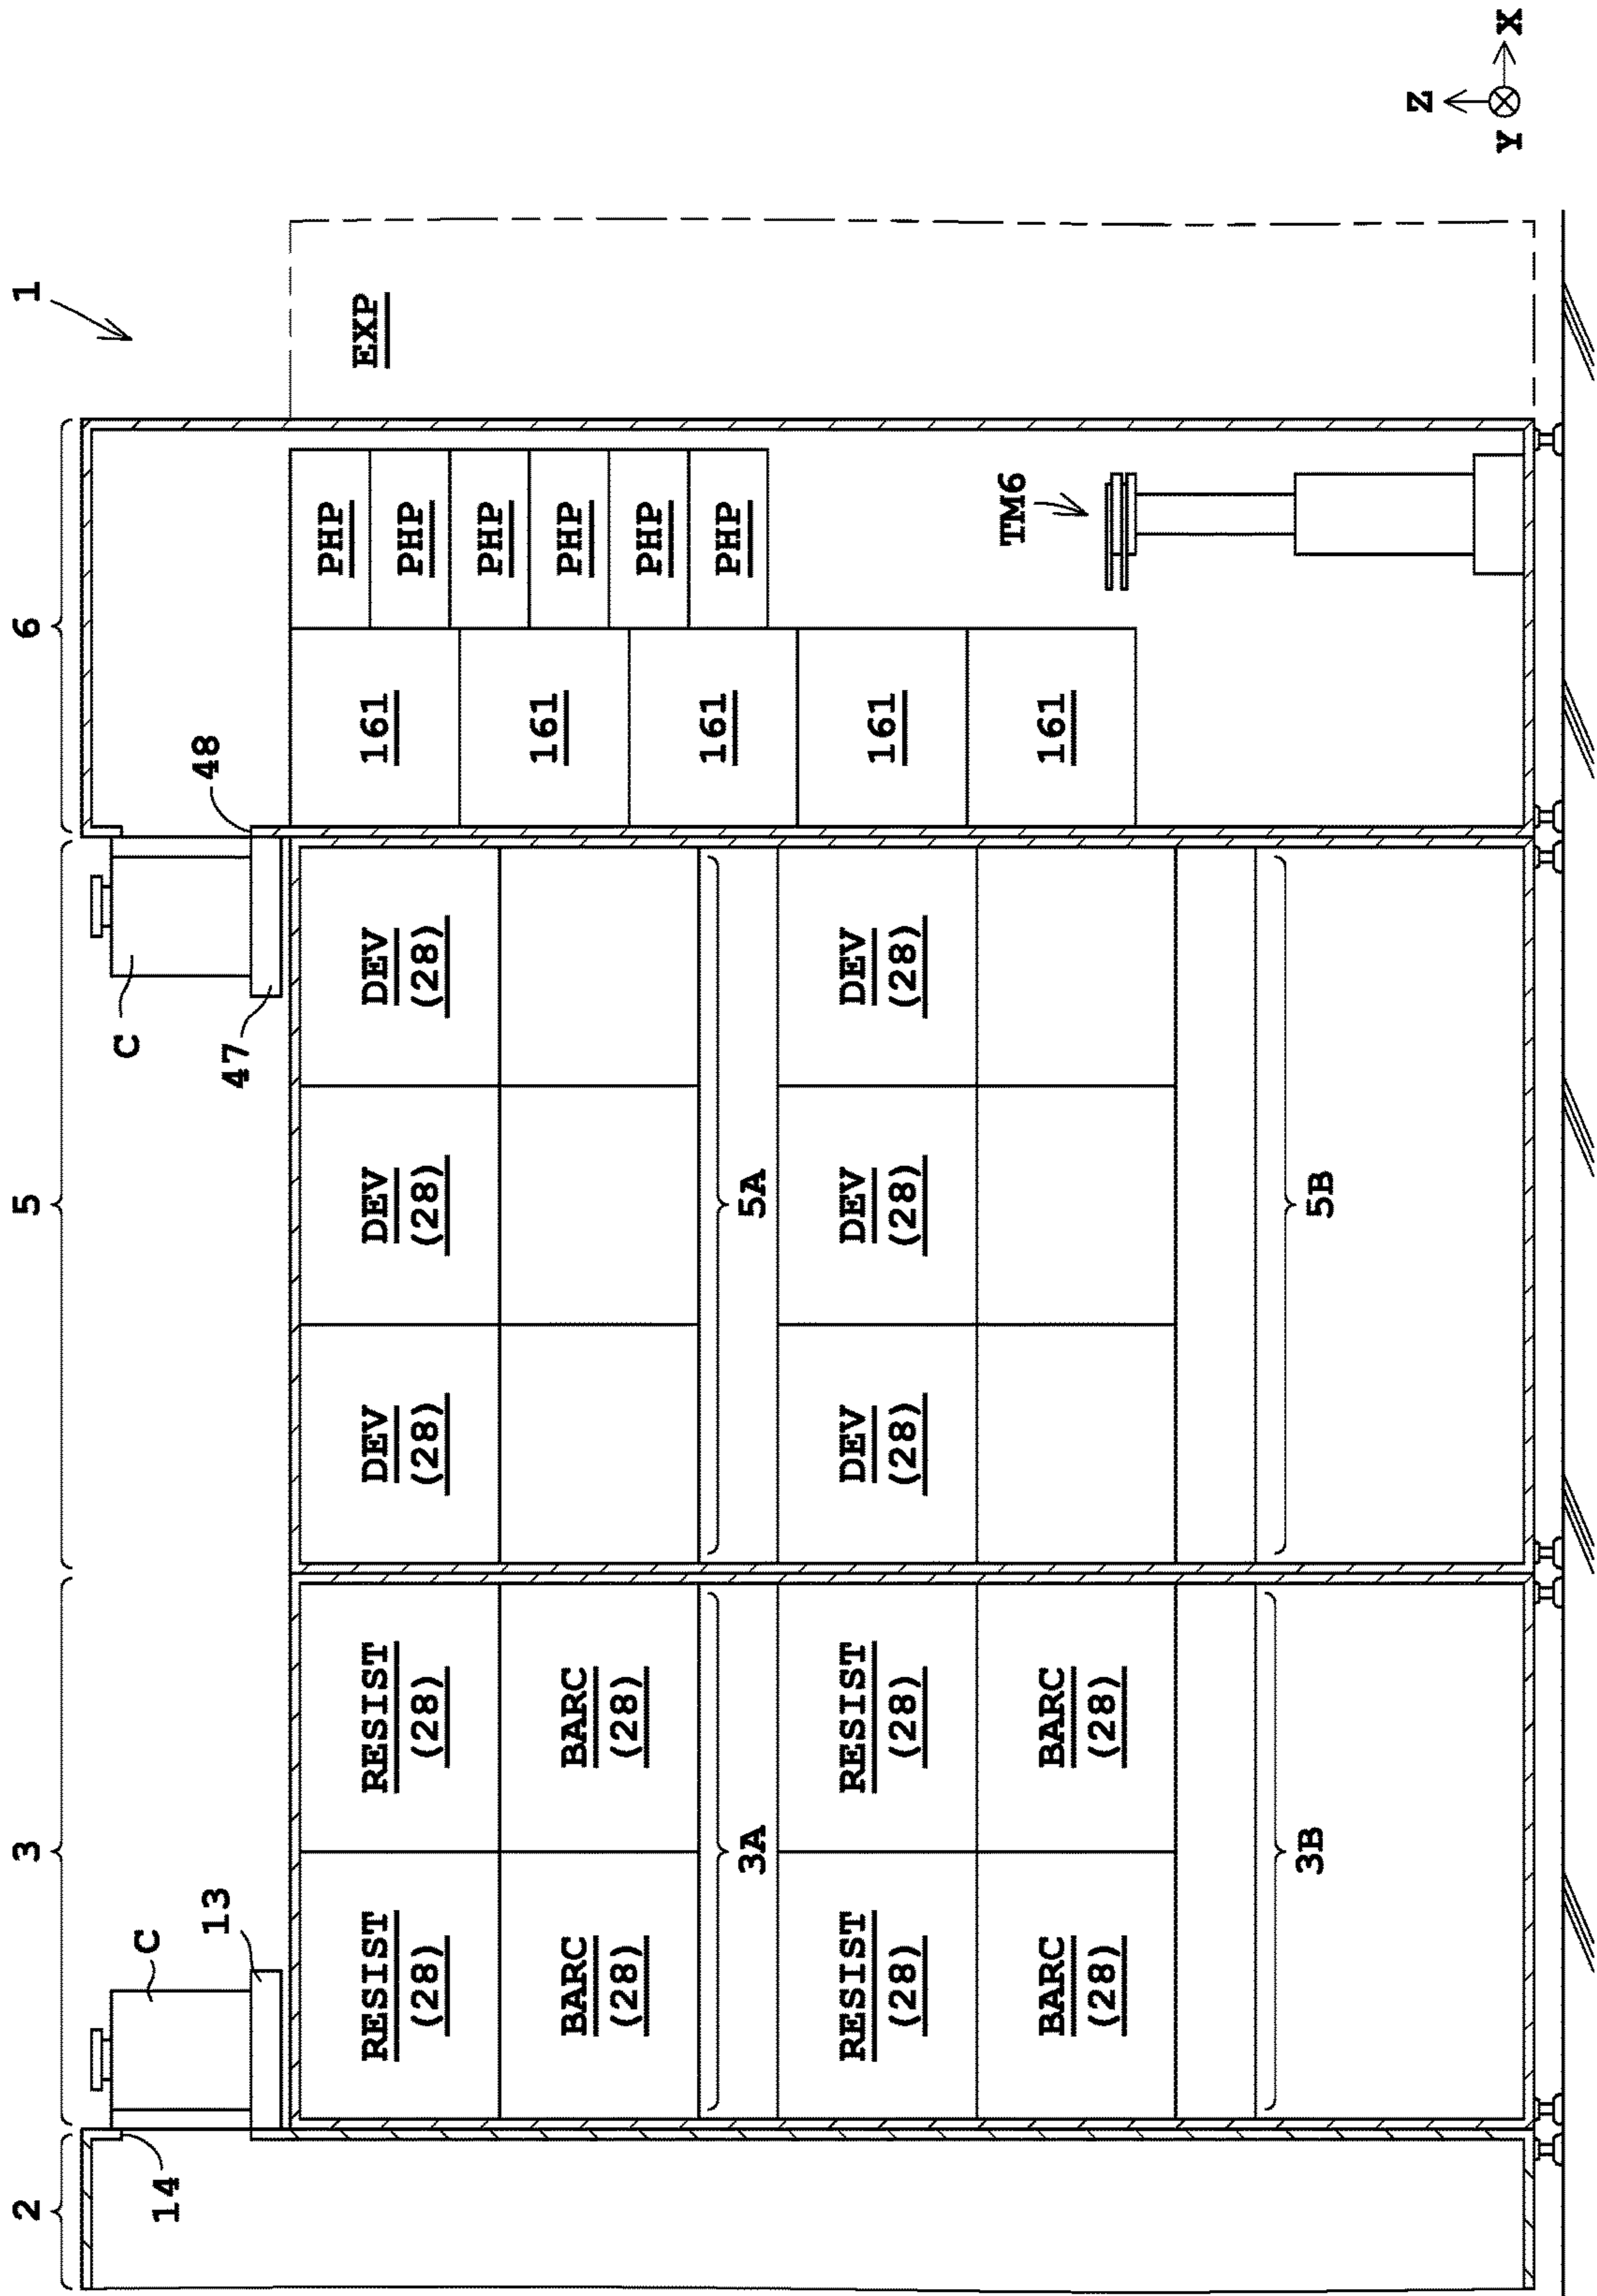 1
2
3
5
6
14
C
13
C
47
48
EXP
RESIST
(28)
RESIST
(28)
DEV
(28)
DEV
(28)
DEV
(28)
161
PHP
PHP
BARC
(28)
BARC
(28)
161
PHP
PHP
3A
5A
161
PHP
PHP
RESIST
(28)
RESIST
(28)
DEV
(28)
DEV
(28)
DEV
(28)
161
BARC
(28)
BARC
(28)
161
TM6
3B
5B
Z
Y
X